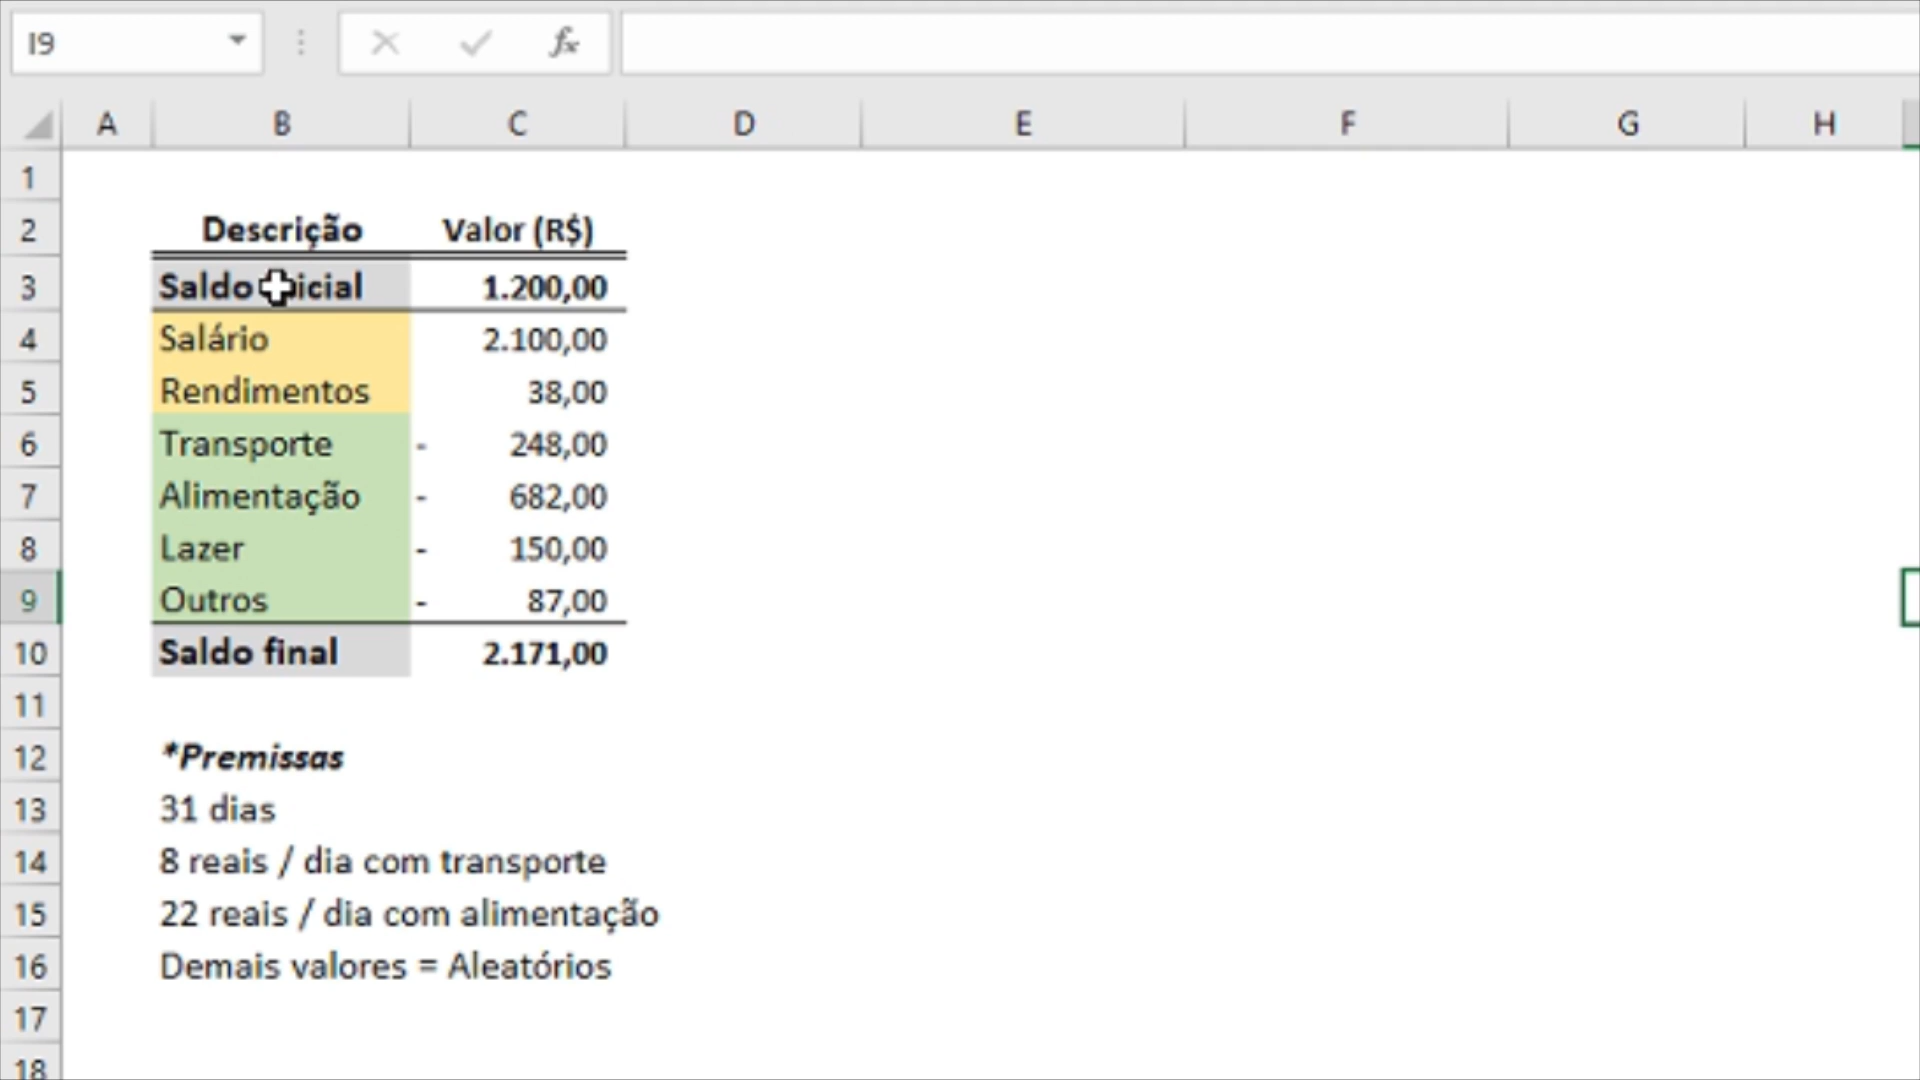 I9
fx
A B C D E F G H
1
2 Descrição Valor (R$)
3 Saldo icial 1.200,00
4 Salário 2.100,00
5 Rendimentos 38,00
6 Transporte - 248,00
7 Alimentação - 682,00
8 Lazer - 150,00
9 Outros - 87,00
10 Saldo final 2.171,00
11
12 *Premissas
13 31 dias
14 8 reais / dia com transporte
15 22 reais / dia com alimentação
16 Demais valores = Aleatórios
17
18